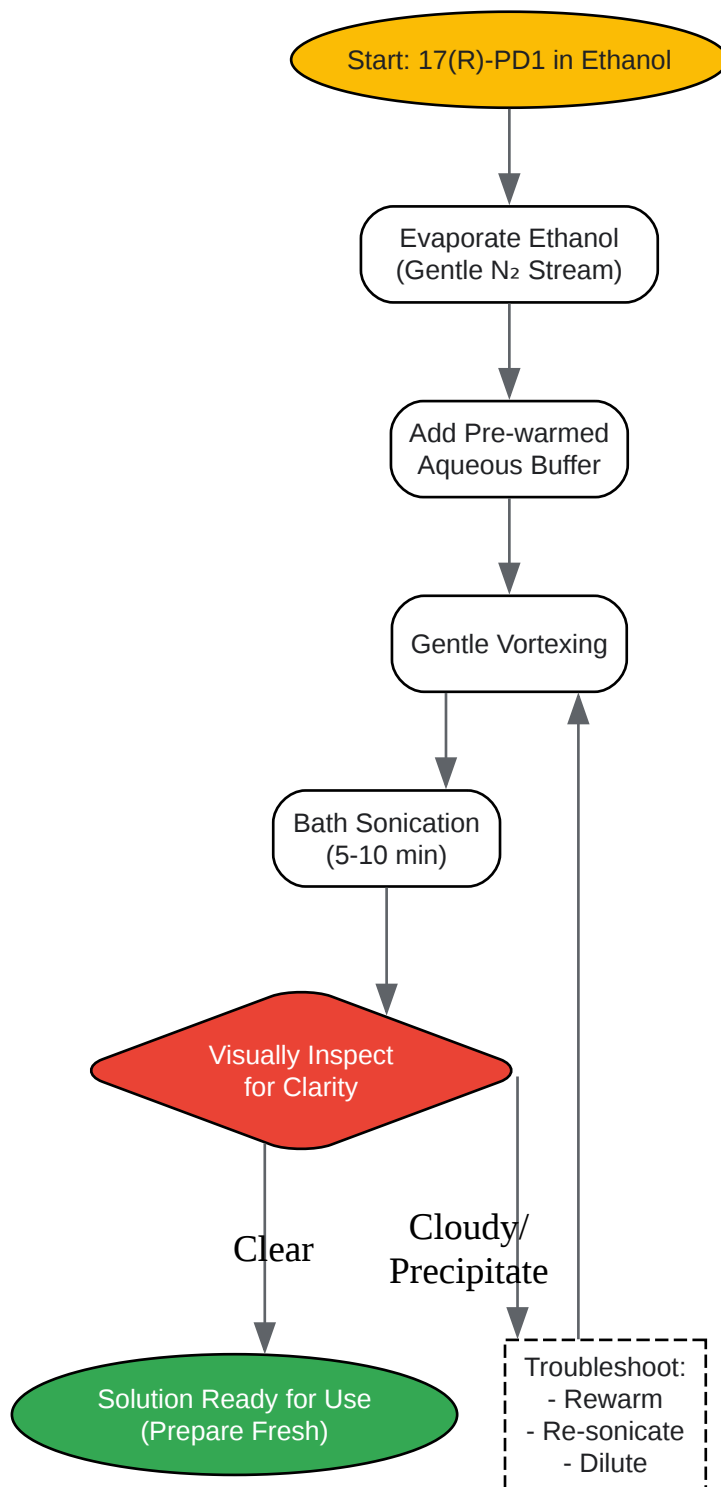 Start: 17(R)-PD1 in Ethanol
Evaporate Ethanol
(Gentle N₂ Stream)
Add Pre-warmed
Aqueous Buffer
Gentle Vortexing
Bath Sonication
(5-10 min)
Visually Inspect
for Clarity
Clear
Cloudy/
Precipitate
Solution Ready for Use
(Prepare Fresh)
Troubleshoot:
- Rewarm
- Re-sonicate
- Dilute